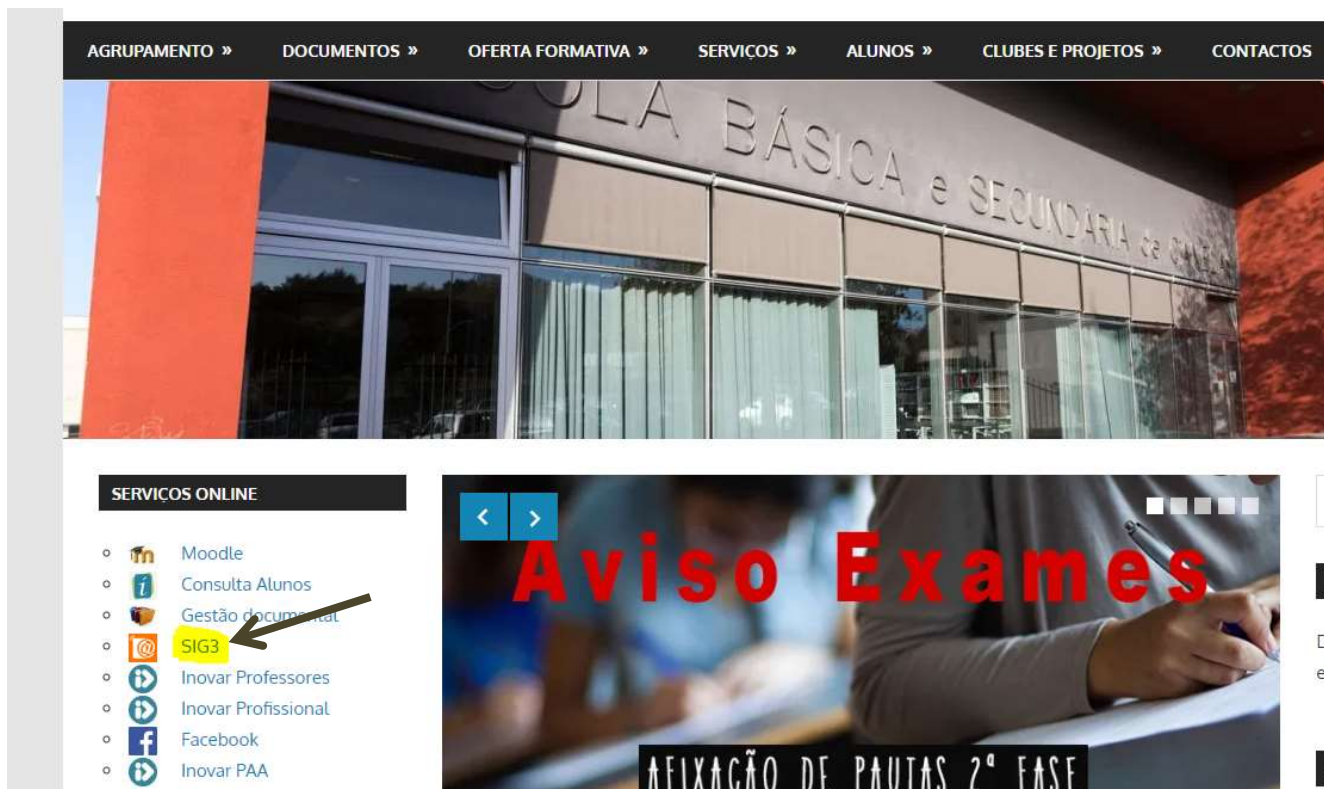 AGRUPAMENTO » DOCUMENTOS » OFERTA FORMATIVA » SERVIÇOS » ALUNOS » CLUBES E PROJETOS » CONTACTOS
BÁSICA e SECUNDÁRIA de
SERVIÇOS ONLINE
Moodle
Consulta Alunos
Gestão documental
SIG3
Inovar Professores
Inovar Profissional
Facebook
Inovar PAA
Aviso Exames
AFIXAÇÃO DE PAUTAS 2ª FASE